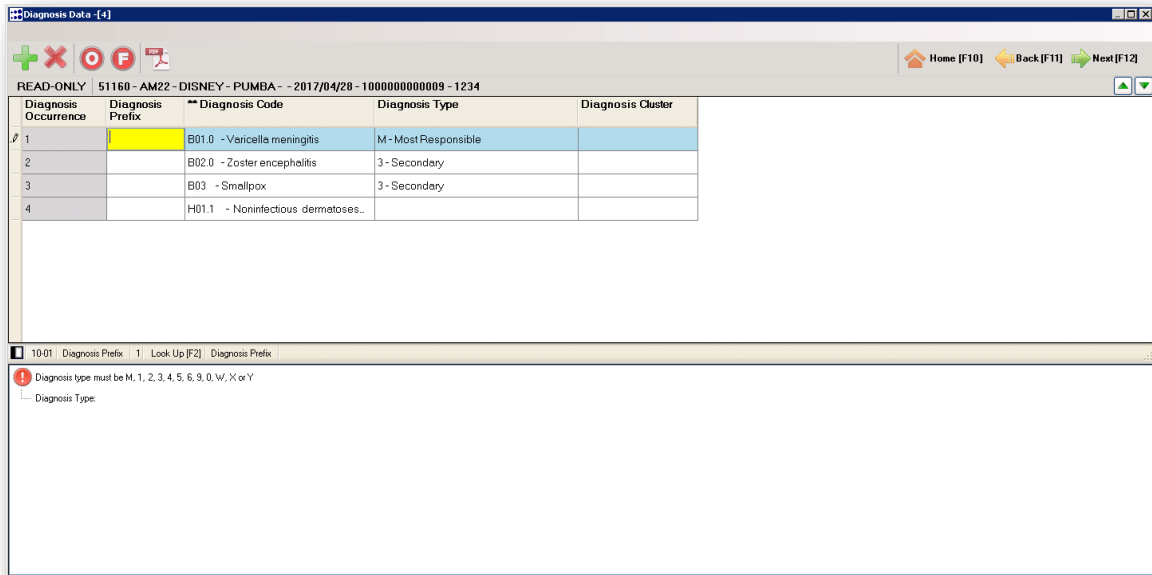 Diagnosis Data -[4]
O F PDF Home [F10] Back [F11] Next [F12]
READ-ONLY 51160 - AM22 - DISNEY - PUMBA - - 2017/04/28 - 1000000000009 - 1234
Diagnosis Occurrence Diagnosis Prefix ** Diagnosis Code Diagnosis Type Diagnosis Cluster
1 B01.0 - Varicella meningitis M - Most Responsible
2 B02.0 - Zoster encephalitis 3 - Secondary
3 B03 - Smallpox 3 - Secondary
4 H01.1 - Noninfectious dermatoses..
10-01 Diagnosis Prefix 1 Look Up [F2] Diagnosis Prefix
Diagnosis type must be M, 1, 2, 3, 4, 5, 6, 9, 0, W, X or Y
Diagnosis Type: